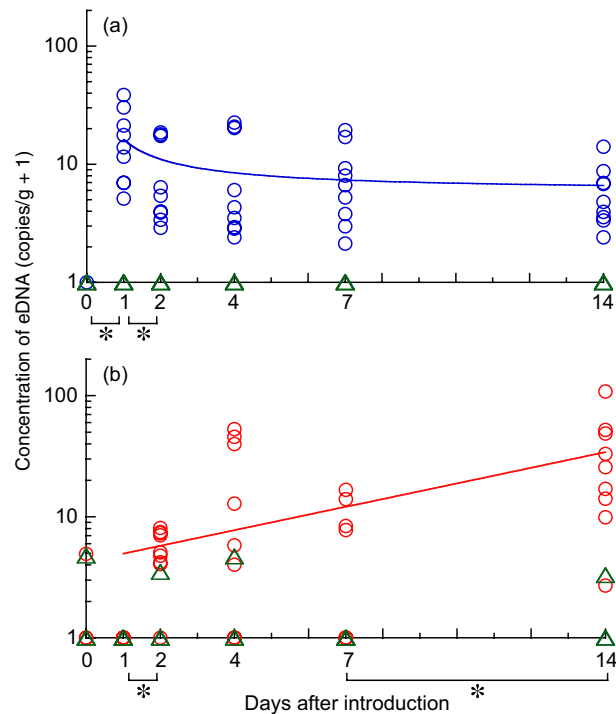 (a)
100
10
1
0 1 2 4 7 14
* *
Concentration of eDNA (copies/g + 1)
(b)
100
10
1
0 1 2 4 7 14
* *
Days after introduction